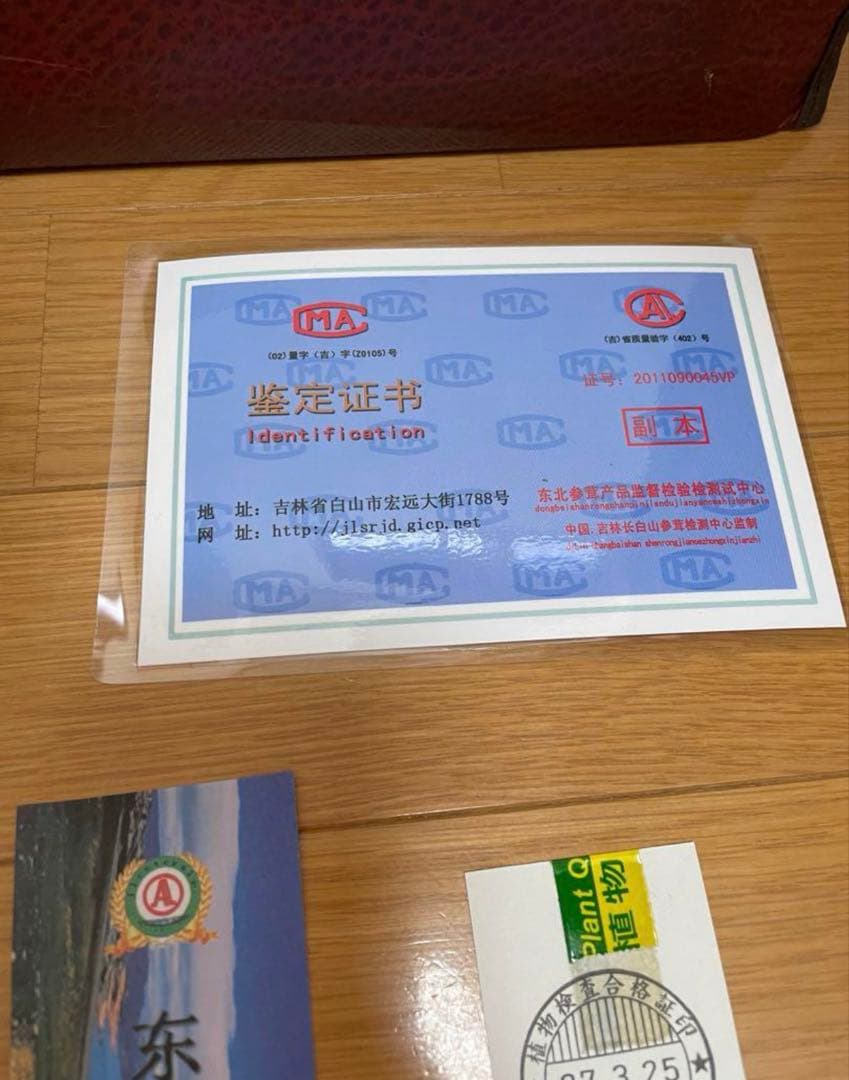 CMA
CAL
(02)量字(吉)字(Z0105)号
(吉)省质量验字(402)号
鉴定证书
Identification
证号: 2011090045VP
副本
地 址: 吉林省白山市宏远大街1788号
网 址: http://jlsrjd.gicp.net
东北参茸产品监督检验检测试中心
中国.吉林长白山参茸检测中心监制
A
东
Plant Q
植物
植物検査合格証印
07.3.25